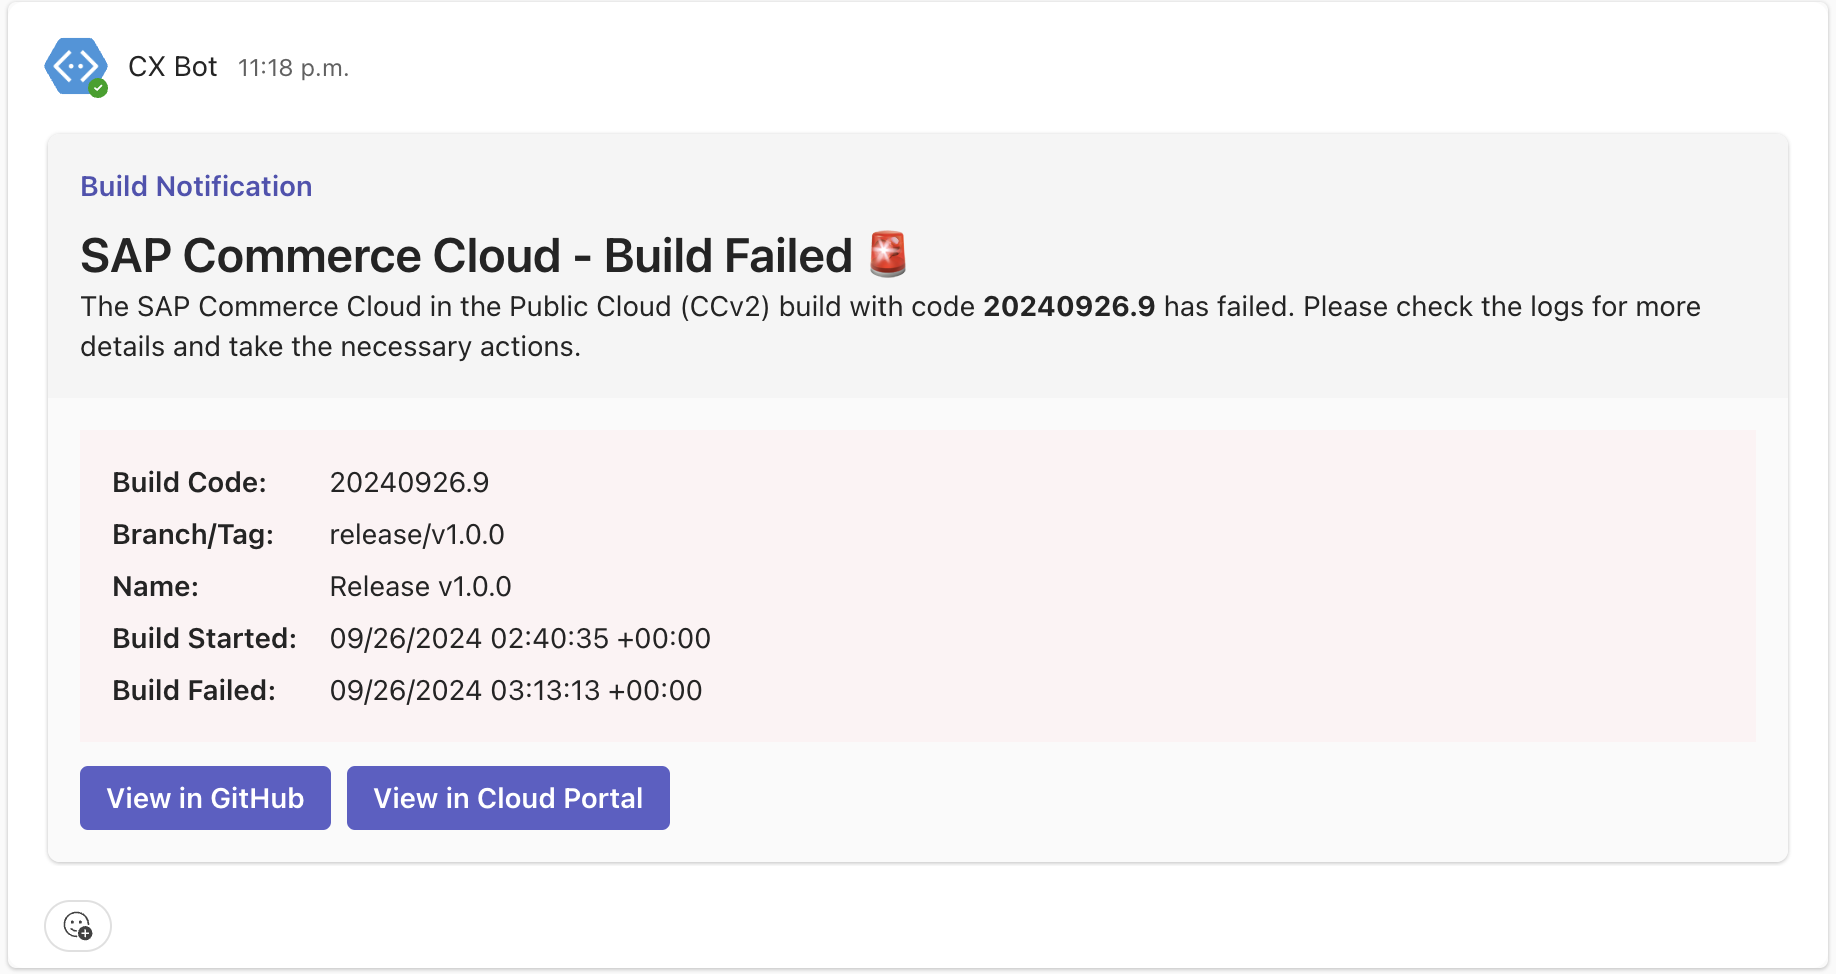 CX Bot 11:18 p.m.
Build Notification
SAP Commerce Cloud - Build Failed 🚨
The SAP Commerce Cloud in the Public Cloud (CCv2) build with code 20240926.9 has failed. Please check the logs for more
details and take the necessary actions.
Build Code: 20240926.9
Branch/Tag: release/v1.0.0
Name: Release v1.0.0
Build Started: 09/26/2024 02:40:35 +00:00
Build Failed: 09/26/2024 03:13:13 +00:00
View in GitHub View in Cloud Portal